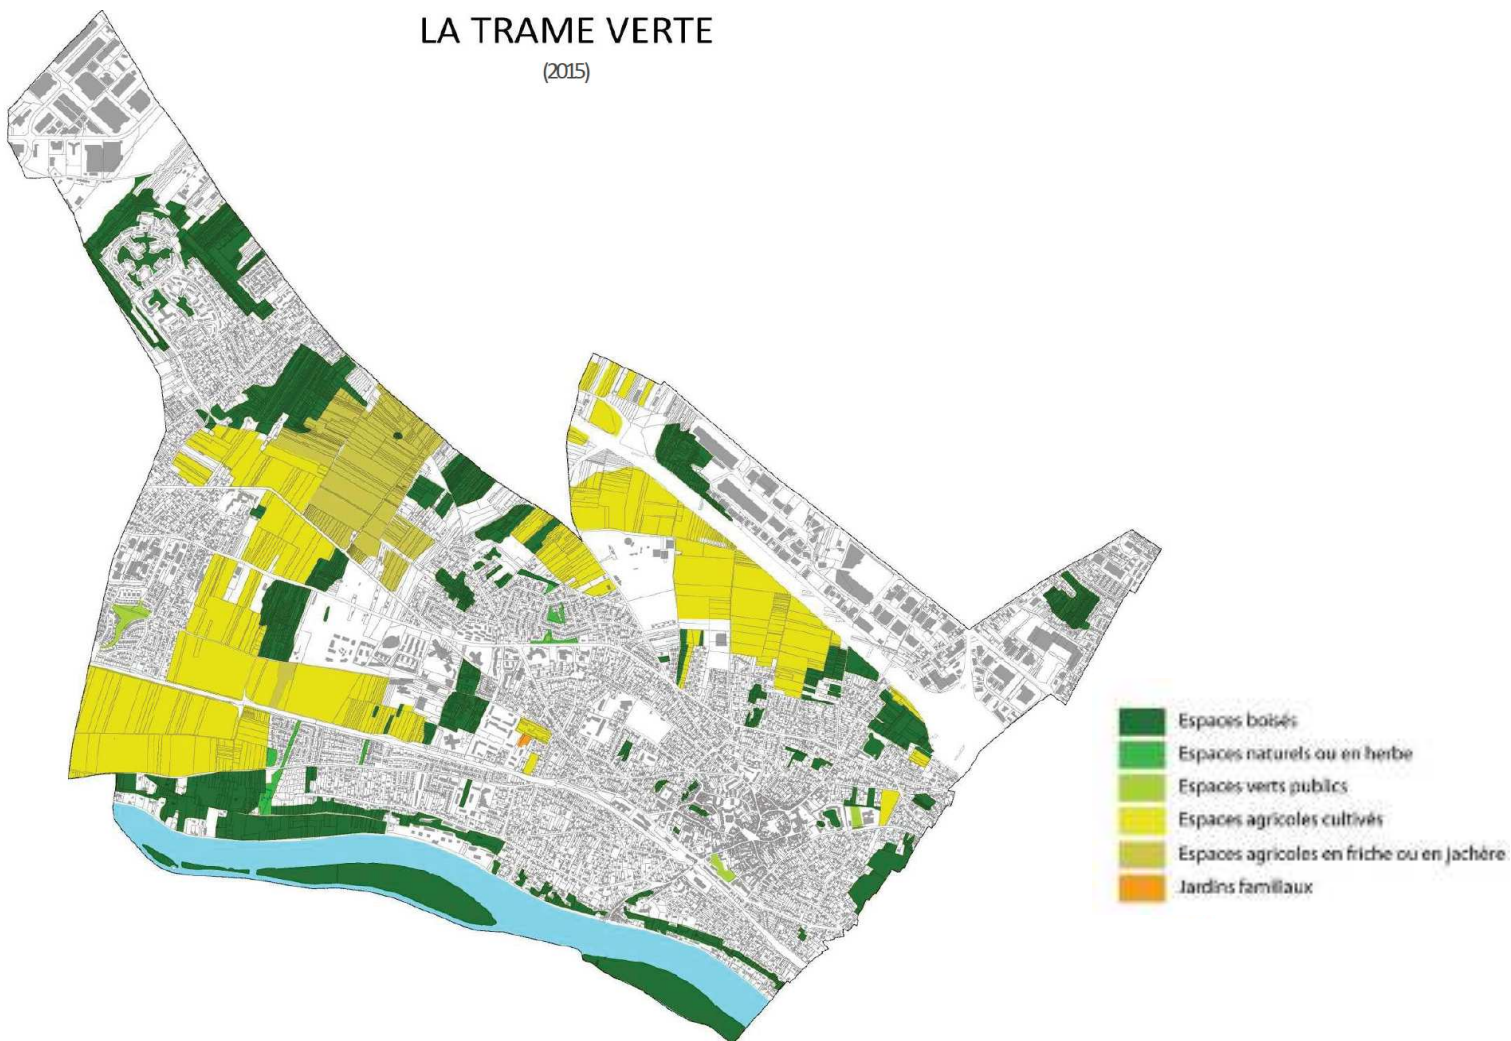 LA TRAME VERTE
(2015)
Espaces boisés
Espaces naturels ou en herbe
Espaces verts publics
Espaces agricoles cultivés
Espaces agricoles en friche ou en jachère
Jardins familiaux